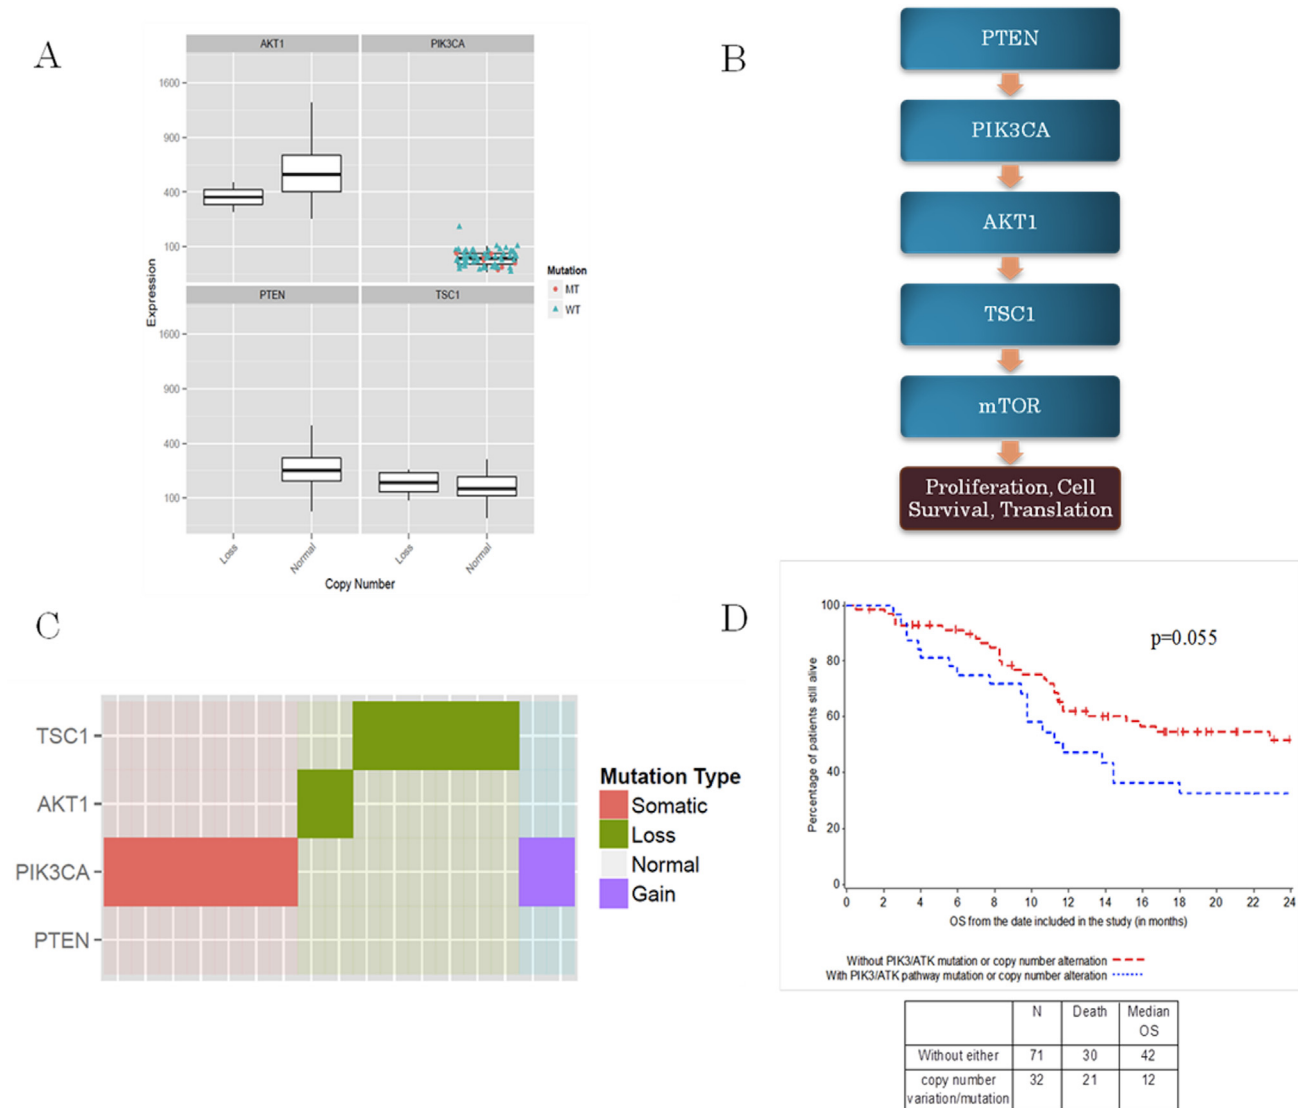 A
AKT1
PIK3CA
1600
900
400
100
PTEN
TSC1
1600
900
400
100
Expression
Loss
Normal
Loss
Normal
Copy Number
Mutation
MT
WT
B
PTEN
PIK3CA
AKT1
TSC1
mTOR
Proliferation, Cell
Survival, Translation
C
TSC1
AKT1
PIK3CA
PTEN
Mutation Type
Somatic
Loss
Normal
Gain
D
p=0.055
Percentage of patients still alive
100
80
60
40
20
0
0 2 4 6 8 10 12 14 16 18 20 22 24
OS from the date included in the study (in months)
Without PIK3/ATK mutation or copy number alternation
With PIK3/ATK pathway mutation or copy number alteration
N Death Median
OS
Without either 71 30 42
copy number 32 21 12
variation/mutation